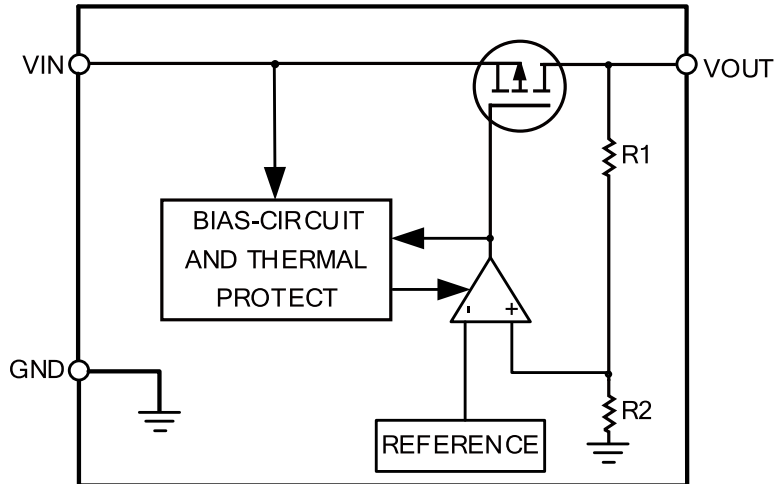 VIN
VOUT
R1
BIAS-CIRCUIT
AND THERMAL
PROTECT
- +
GND
R2
REFERENCE